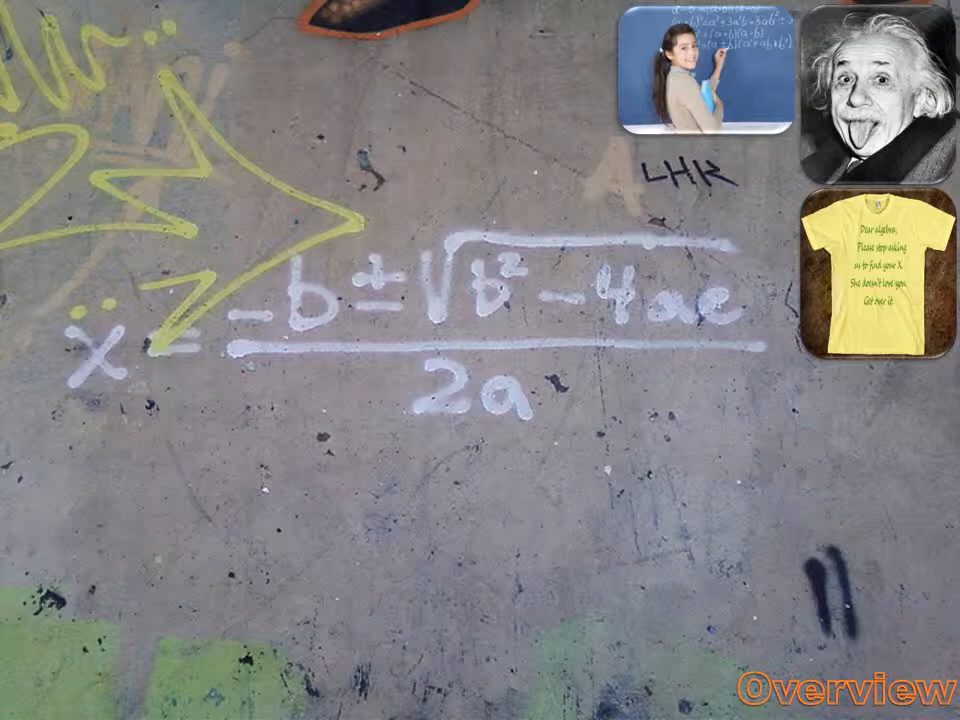 (a+b)(a-b)
LHR
x = -b ± √b² - 4ac
2a
Dear algebra,
Please stop asking
us to find your X.
She doesn't love you
Get over it.
Overview